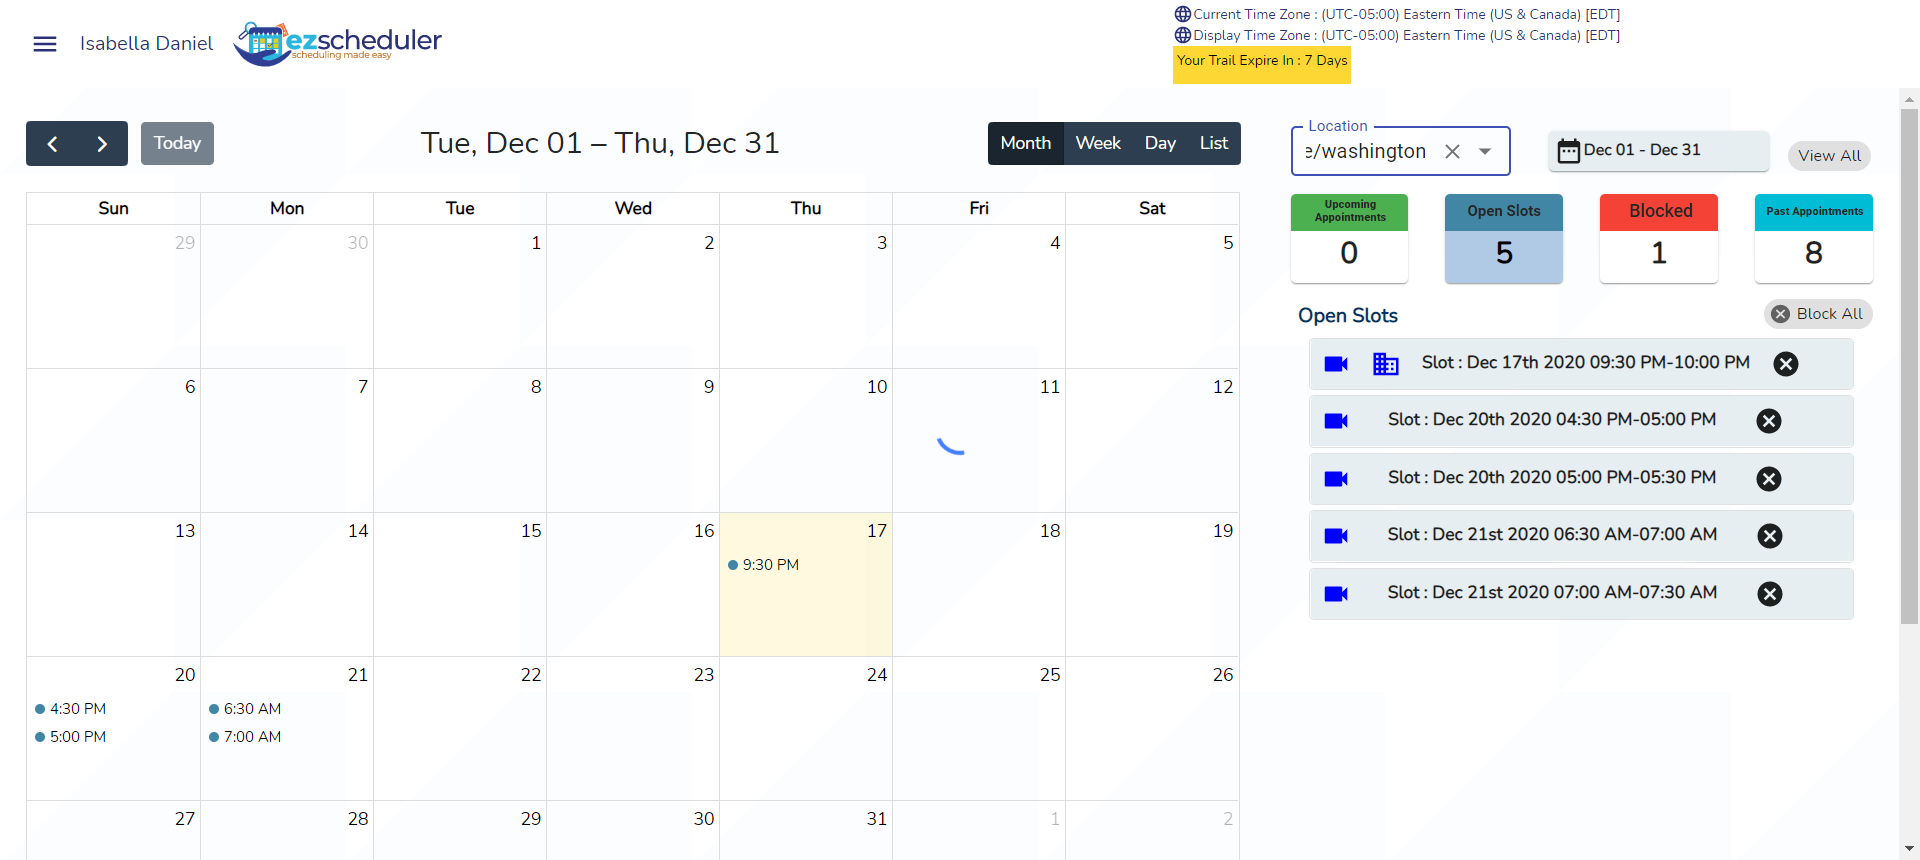 Isabella Daniel
ezscheduler
scheduling made easy
Current Time Zone : (UTC-05:00) Eastern Time (US & Canada) [EDT]
Display Time Zone : (UTC-05:00) Eastern Time (US & Canada) [EDT]
Your Trail Expire In : 7 Days
Today
Tue, Dec 01 – Thu, Dec 31
Month Week Day List
Sun Mon Tue Wed Thu Fri Sat
29 30 1 2 3 4 5
6 7 8 9 10 11 12
13 14 15 16 17 18 19
9:30 PM
20 21 22 23 24 25 26
4:30 PM 6:30 AM
5:00 PM 7:00 AM
27 28 29 30 31 1 2
Location
e/washington
Dec 01 - Dec 31
View All
Upcoming
Appointments
0
Open Slots
5
Blocked
1
Past Appointments
8
Open Slots
Block All
Slot : Dec 17th 2020 09:30 PM-10:00 PM
Slot : Dec 20th 2020 04:30 PM-05:00 PM
Slot : Dec 20th 2020 05:00 PM-05:30 PM
Slot : Dec 21st 2020 06:30 AM-07:00 AM
Slot : Dec 21st 2020 07:00 AM-07:30 AM